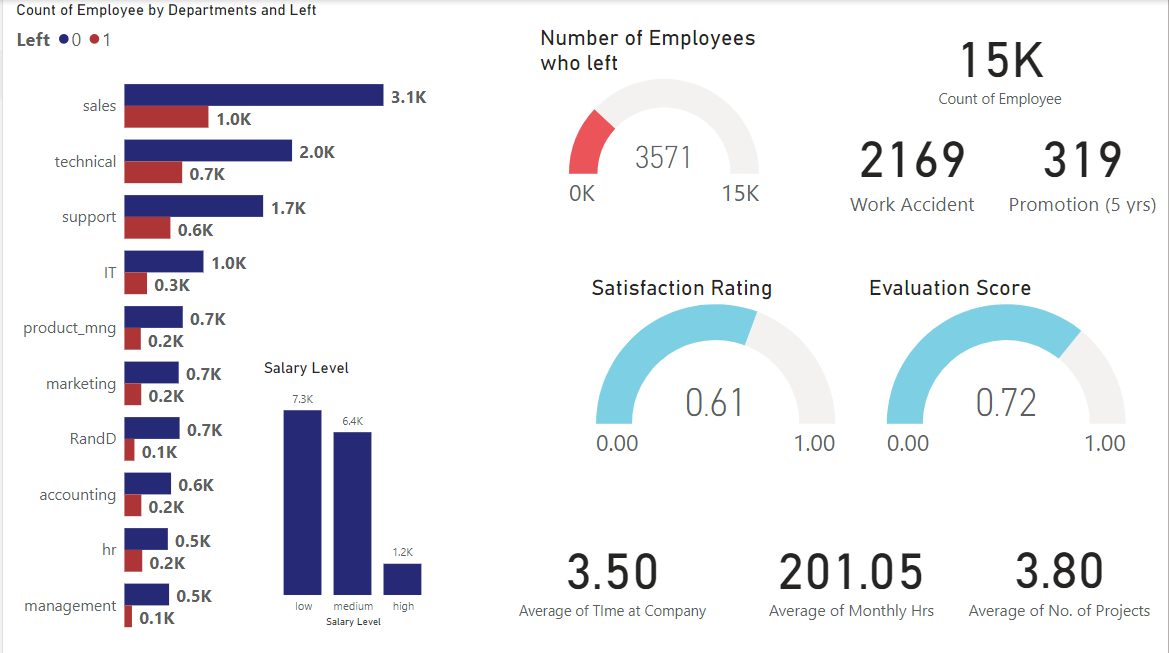 Count of Employee by Departments and Left
Left 0 1
sales 3.1K
1.0K
technical 2.0K
0.7K
support 1.7K
0.6K
IT 1.0K
0.3K
product_mng 0.7K
0.2K
marketing 0.7K
0.2K
RandD 0.7K
0.1K
accounting 0.6K
0.2K
hr 0.5K
0.2K
management 0.5K
0.1K
Salary Level
7.3K
6.4K
1.2K
low medium high
Salary Level
Number of Employees
who left
3571
0K 15K
15K
Count of Employee
2169
Work Accident
319
Promotion (5 yrs)
Satisfaction Rating
0.61
0.00 1.00
Evaluation Score
0.72
0.00 1.00
3.50
Average of TIme at Company
201.05
Average of Monthly Hrs
3.80
Average of No. of Projects